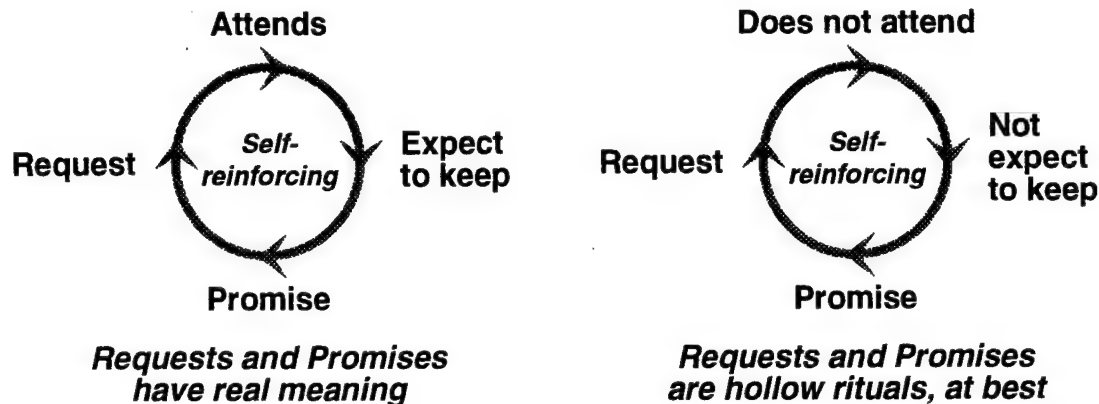 Attends
Request
Self-
reinforcing
Expect
to keep
Promise
Requests and Promises
have real meaning
Does not attend
Request
Self-
reinforcing
Not
expect
to keep
Promise
Requests and Promises
are hollow rituals, at best